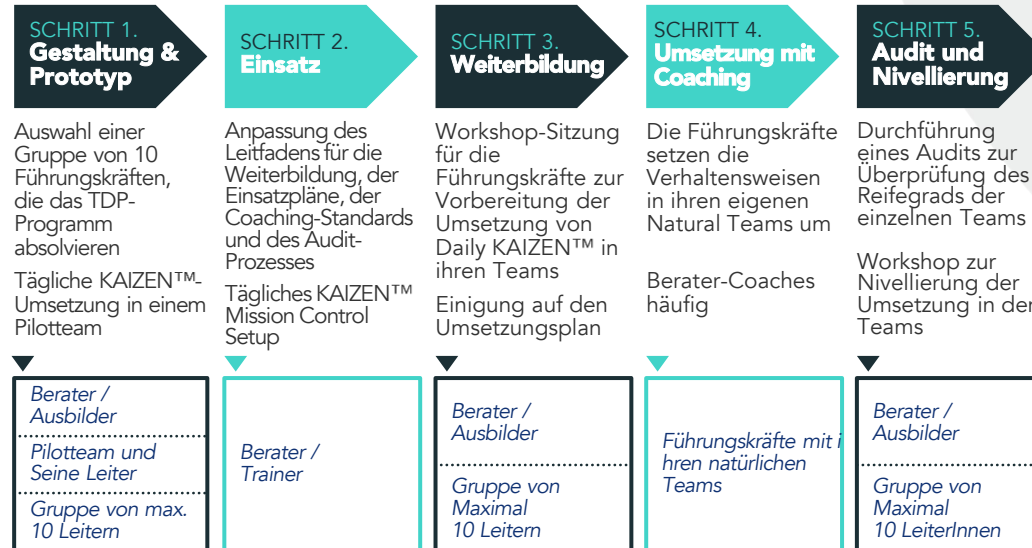 SCHRITT 1.
Gestaltung &
Prototyp
Auswahl einer
Gruppe von 10
Führungskräften,
die das TDP-
Programm
absolvieren
Tägliche KAIZEN™-
Umsetzung in einem
Pilotteam
Berater /
Ausbilder
Pilotteam und
Seine Leiter
Gruppe von max.
10 Leitern
SCHRITT 2.
Einsatz
Anpassung des
Leitfadens für die
Weiterbildung, der
Einsatzpläne, der
Coaching-Standards
und des Audit-
Prozesses
Tägliches KAIZEN™
Mission Control
Setup
Berater /
Trainer
SCHRITT 3.
Weiterbildung
Workshop-Sitzung
für die
Führungskräfte zur
Vorbereitung der
Umsetzung von
Daily KAIZEN™ in
ihren Teams
Einigung auf den
Umsetzungsplan
Berater /
Ausbilder
Gruppe von
Maximal
10 Leitern
SCHRITT 4.
Umsetzung mit
Coaching
Die Führungskräfte
setzen die
Verhaltensweisen
in ihren eigenen
Natural Teams um
Berater-Coaches
häufig
Führungskräfte mit i
hren natürlichen
Teams
SCHRITT 5.
Audit und
Nivellierung
Durchführung
eines Audits zur
Überprüfung des
Reifegrads der
einzelnen Teams
Workshop zur
Nivellierung der
Umsetzung in der
Teams
Berater /
Ausbilder
Gruppe von
Maximal
10 LeiterInnen